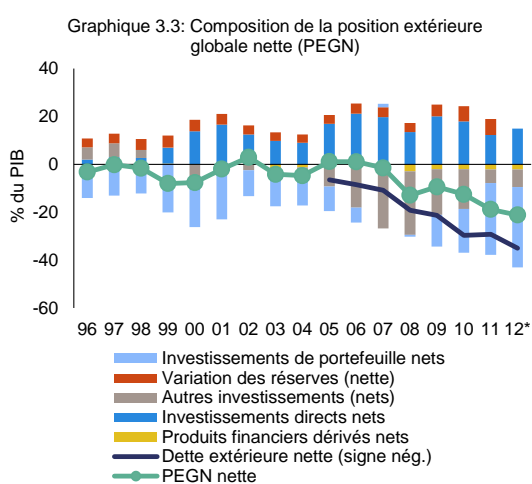 Graphique 3.3: Composition de la position extérieure
globale nette (PEGN)
% du PIB
40
20
0
-20
-40
-60
96 97 98 99 00 01 02 03 04 05 06 07 08 09 10 11 12*
Investissements de portefeuille nets
Variation des réserves (nette)
Autres investissements (nets)
Investissements directs nets
Produits financiers dérivés nets
Dette extérieure nette (signe nég.)
PEGN nette